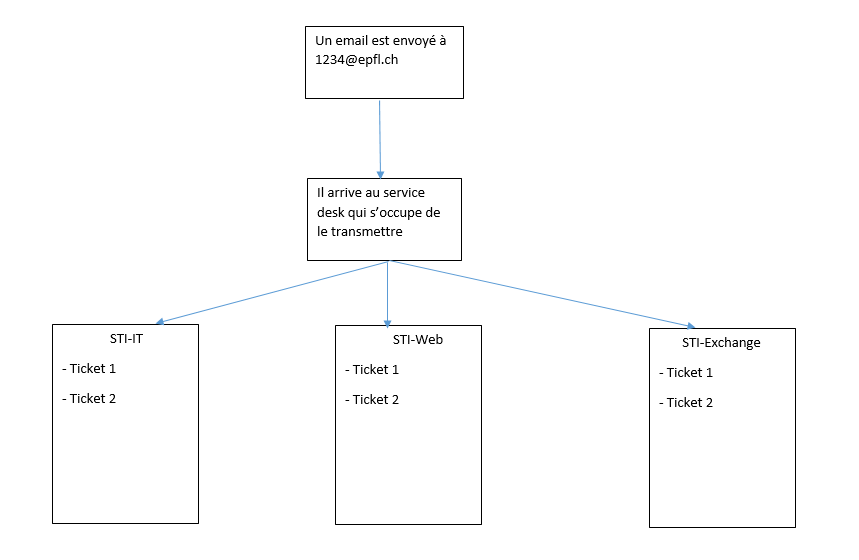 Un email est envoyé à
1234@epfl.ch
Il arrive au service
desk qui s’occupe de
le transmettre
STI-IT
- Ticket 1
- Ticket 2
STI-Web
- Ticket 1
- Ticket 2
STI-Exchange
- Ticket 1
- Ticket 2